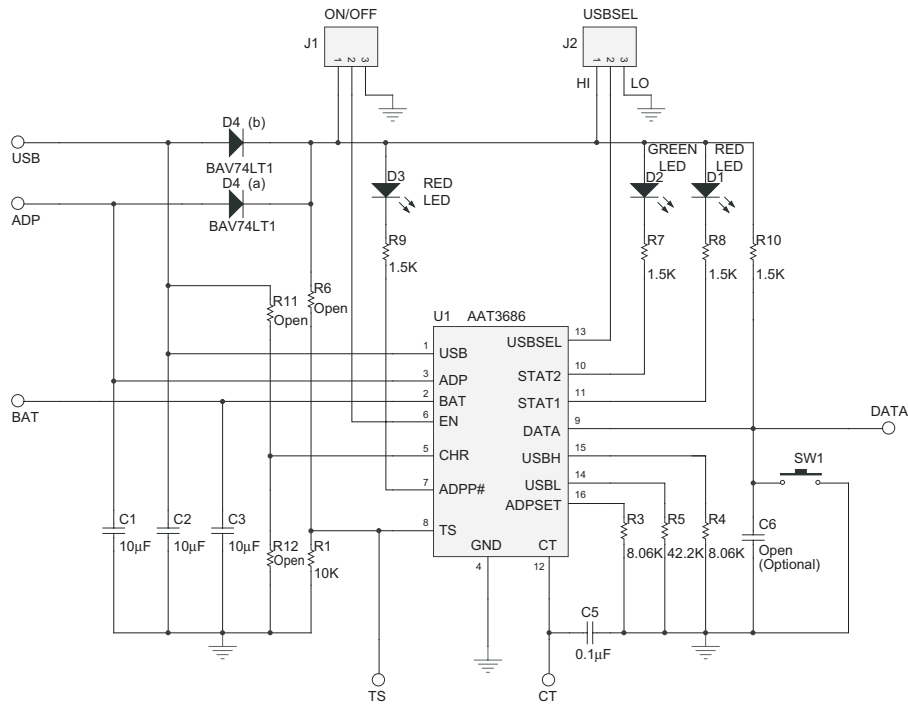 ON/OFF
USBSEL
J1
J2
1 2 3
1 2 3
HI
LO
D4 (b)
USB
BAV74LT1
GREEN
LED
RED
LED
D4 (a)
D3
RED
LED
D2
D1
ADP
BAV74LT1
R9
1.5K
R7
1.5K
R8
1.5K
R10
1.5K
R11
Open
R6
Open
U1 AAT3686
1
USB
USBSEL
13
3
ADP
STAT2
10
2
BAT
BAT
STAT1
11
6
EN
DATA
9
DATA
5
CHR
USBH
15
SW1
7
ADPP#
USBL
14
ADPSET
16
8
TS
C1
10μF
C2
10μF
C3
10μF
R12
Open
R1
10K
GND
CT
4
12
R3
8.06K
R5
42.2K
R4
8.06K
C6
Open
(Optional)
C5
0.1μF
TS
CT